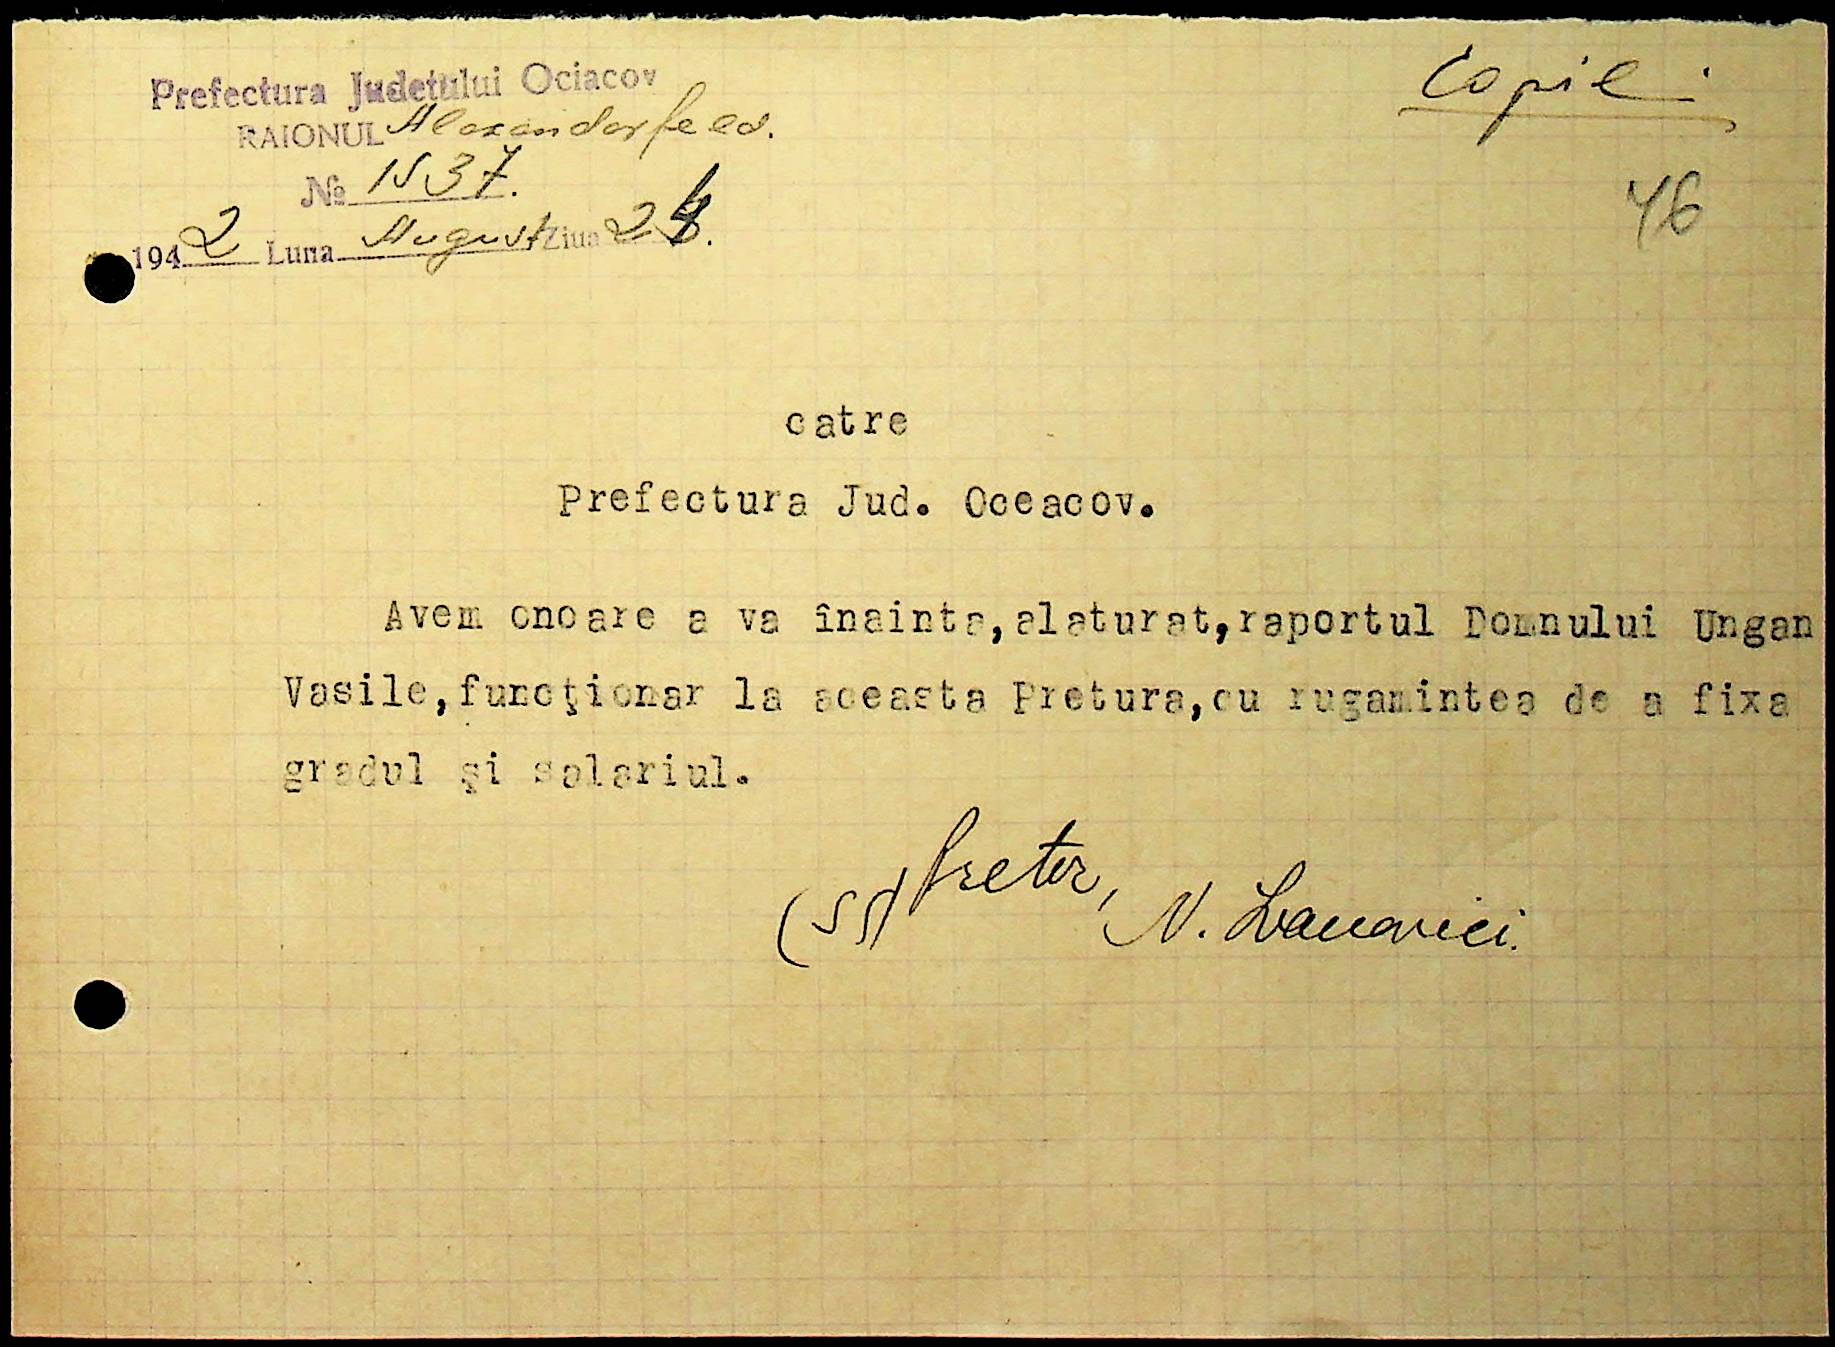 Prefectura Judetului Ociacov
RAIONUL Alexandorfeld.
Copie
№ 1537.
46
1942 Luna August Ziua 24.
catre
Prefectura Jud. Oceacov.
Avem onoare a va înainta,alaturat,raportul Domnului Ungan
Vasile,funcţionar la aceasta Pretura,cu rugamintea de a fixa
gradul şi salariul.
(ss) Pretor, N.